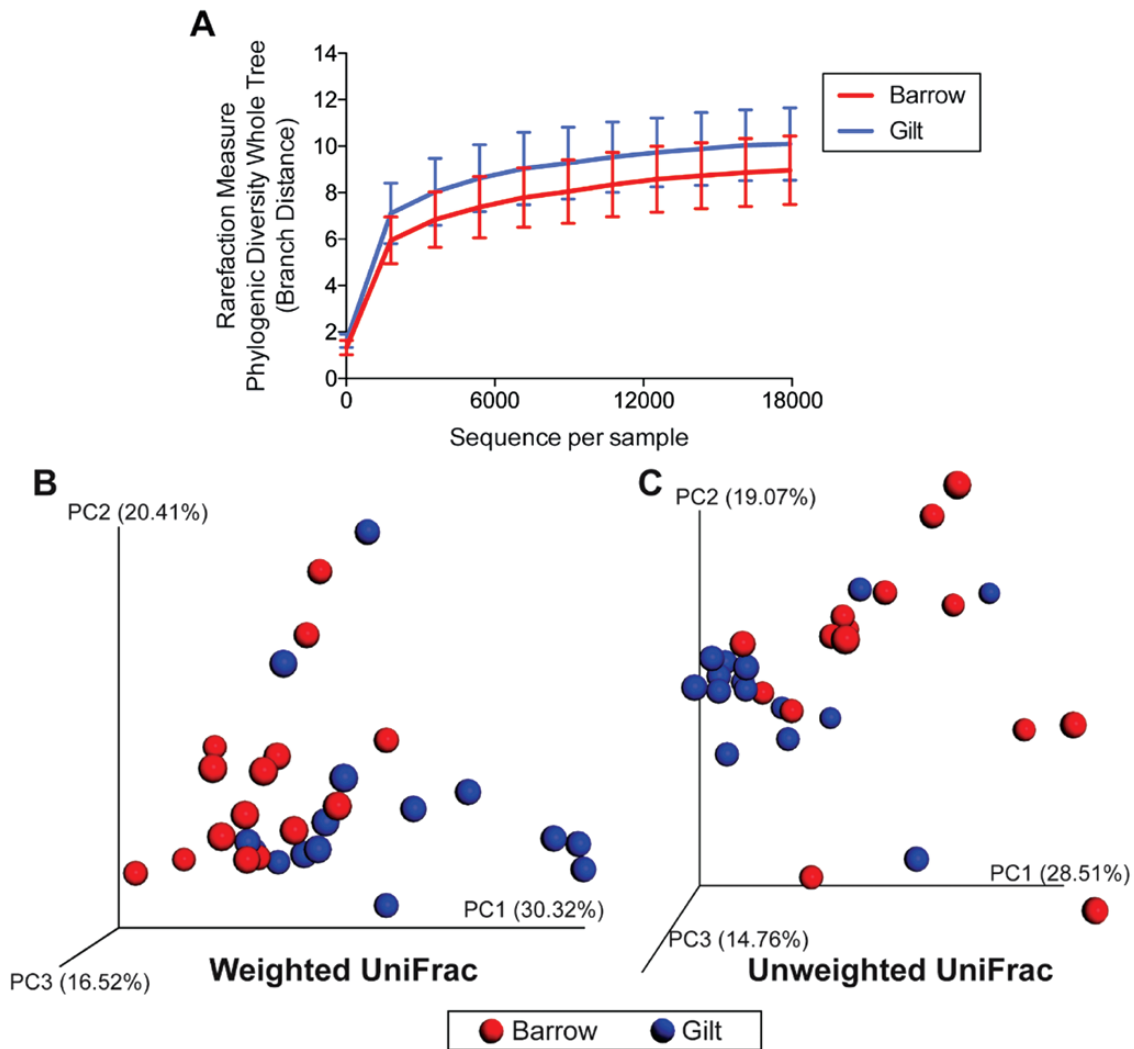 A
Rarefaction Measure
Phylogenic Diversity Whole Tree
(Branch Distance)
14
12
10
8
6
4
2
0
0 6000 12000 18000
Sequence per sample
Barrow
Gilt
B
PC2 (20.41%)
PC1 (30.32%)
PC3 (16.52%)
Weighted UniFrac
C
PC2 (19.07%)
PC1 (28.51%)
PC3 (14.76%)
Unweighted UniFrac
Barrow Gilt